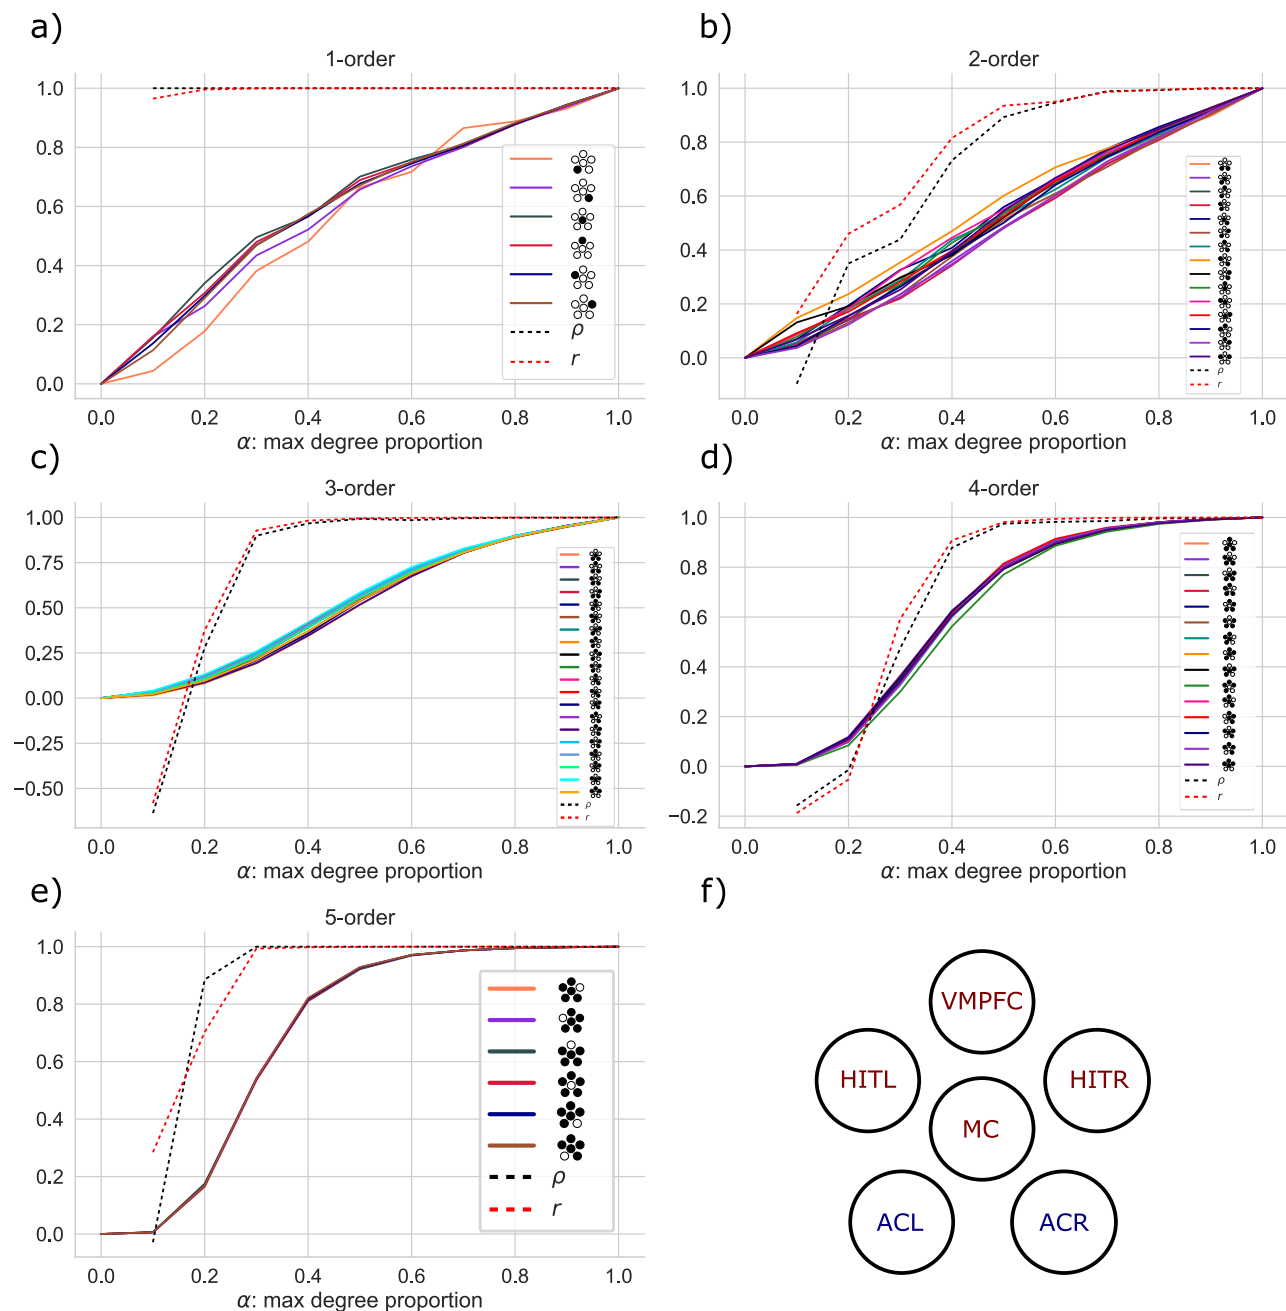 a)
1-order
1.0
0.8
0.6
0.4
0.2
0.0
ρ
r
0.0 0.2 0.4 0.6 0.8 1.0
α: max degree proportion
b)
2-order
1.0
0.8
0.6
0.4
0.2
0.0
ρ
r
0.0 0.2 0.4 0.6 0.8 1.0
α: max degree proportion
c)
3-order
1.00
0.75
0.50
0.25
0.00
−0.25
−0.50
ρ
r
0.0 0.2 0.4 0.6 0.8 1.0
α: max degree proportion
d)
4-order
1.0
0.8
0.6
0.4
0.2
0.0
−0.2
ρ
r
0.0 0.2 0.4 0.6 0.8 1.0
α: max degree proportion
e)
5-order
1.0
0.8
0.6
0.4
0.2
0.0
ρ
r
0.0 0.2 0.4 0.6 0.8 1.0
α: max degree proportion
f)
VMPFC
HITL HITR
MC
ACL ACR